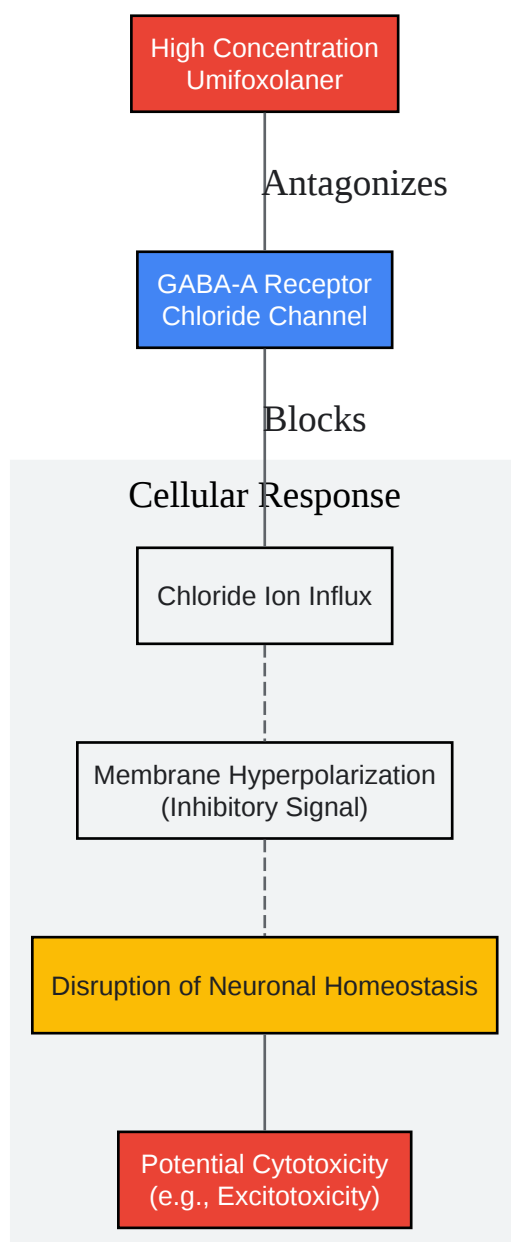 High Concentration
Umifoxolaner
Antagonizes
GABA-A Receptor
Chloride Channel
Blocks
Cellular Response
Chloride Ion Influx
Membrane Hyperpolarization
(Inhibitory Signal)
Disruption of Neuronal Homeostasis
Potential Cytotoxicity
(e.g., Excitotoxicity)